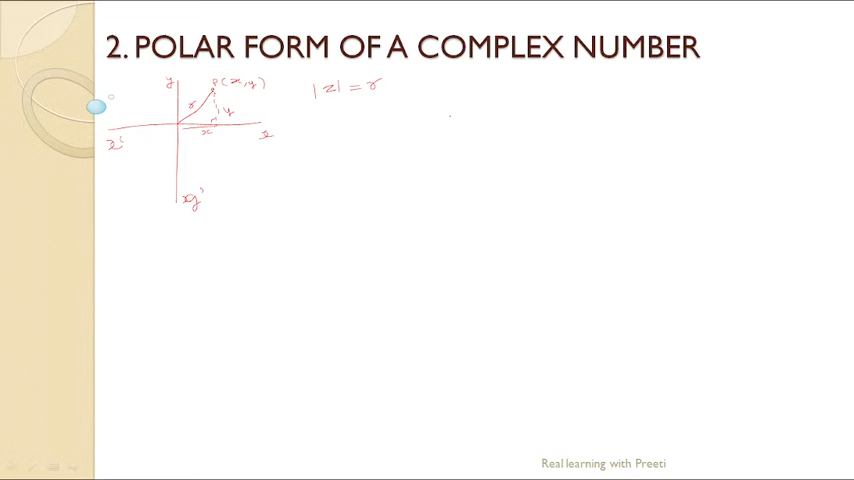 2. POLAR FORM OF A COMPLEX NUMBER
y P(x,y) |z| = r
r y
M
x' x x
y'
Real learning with Preeti